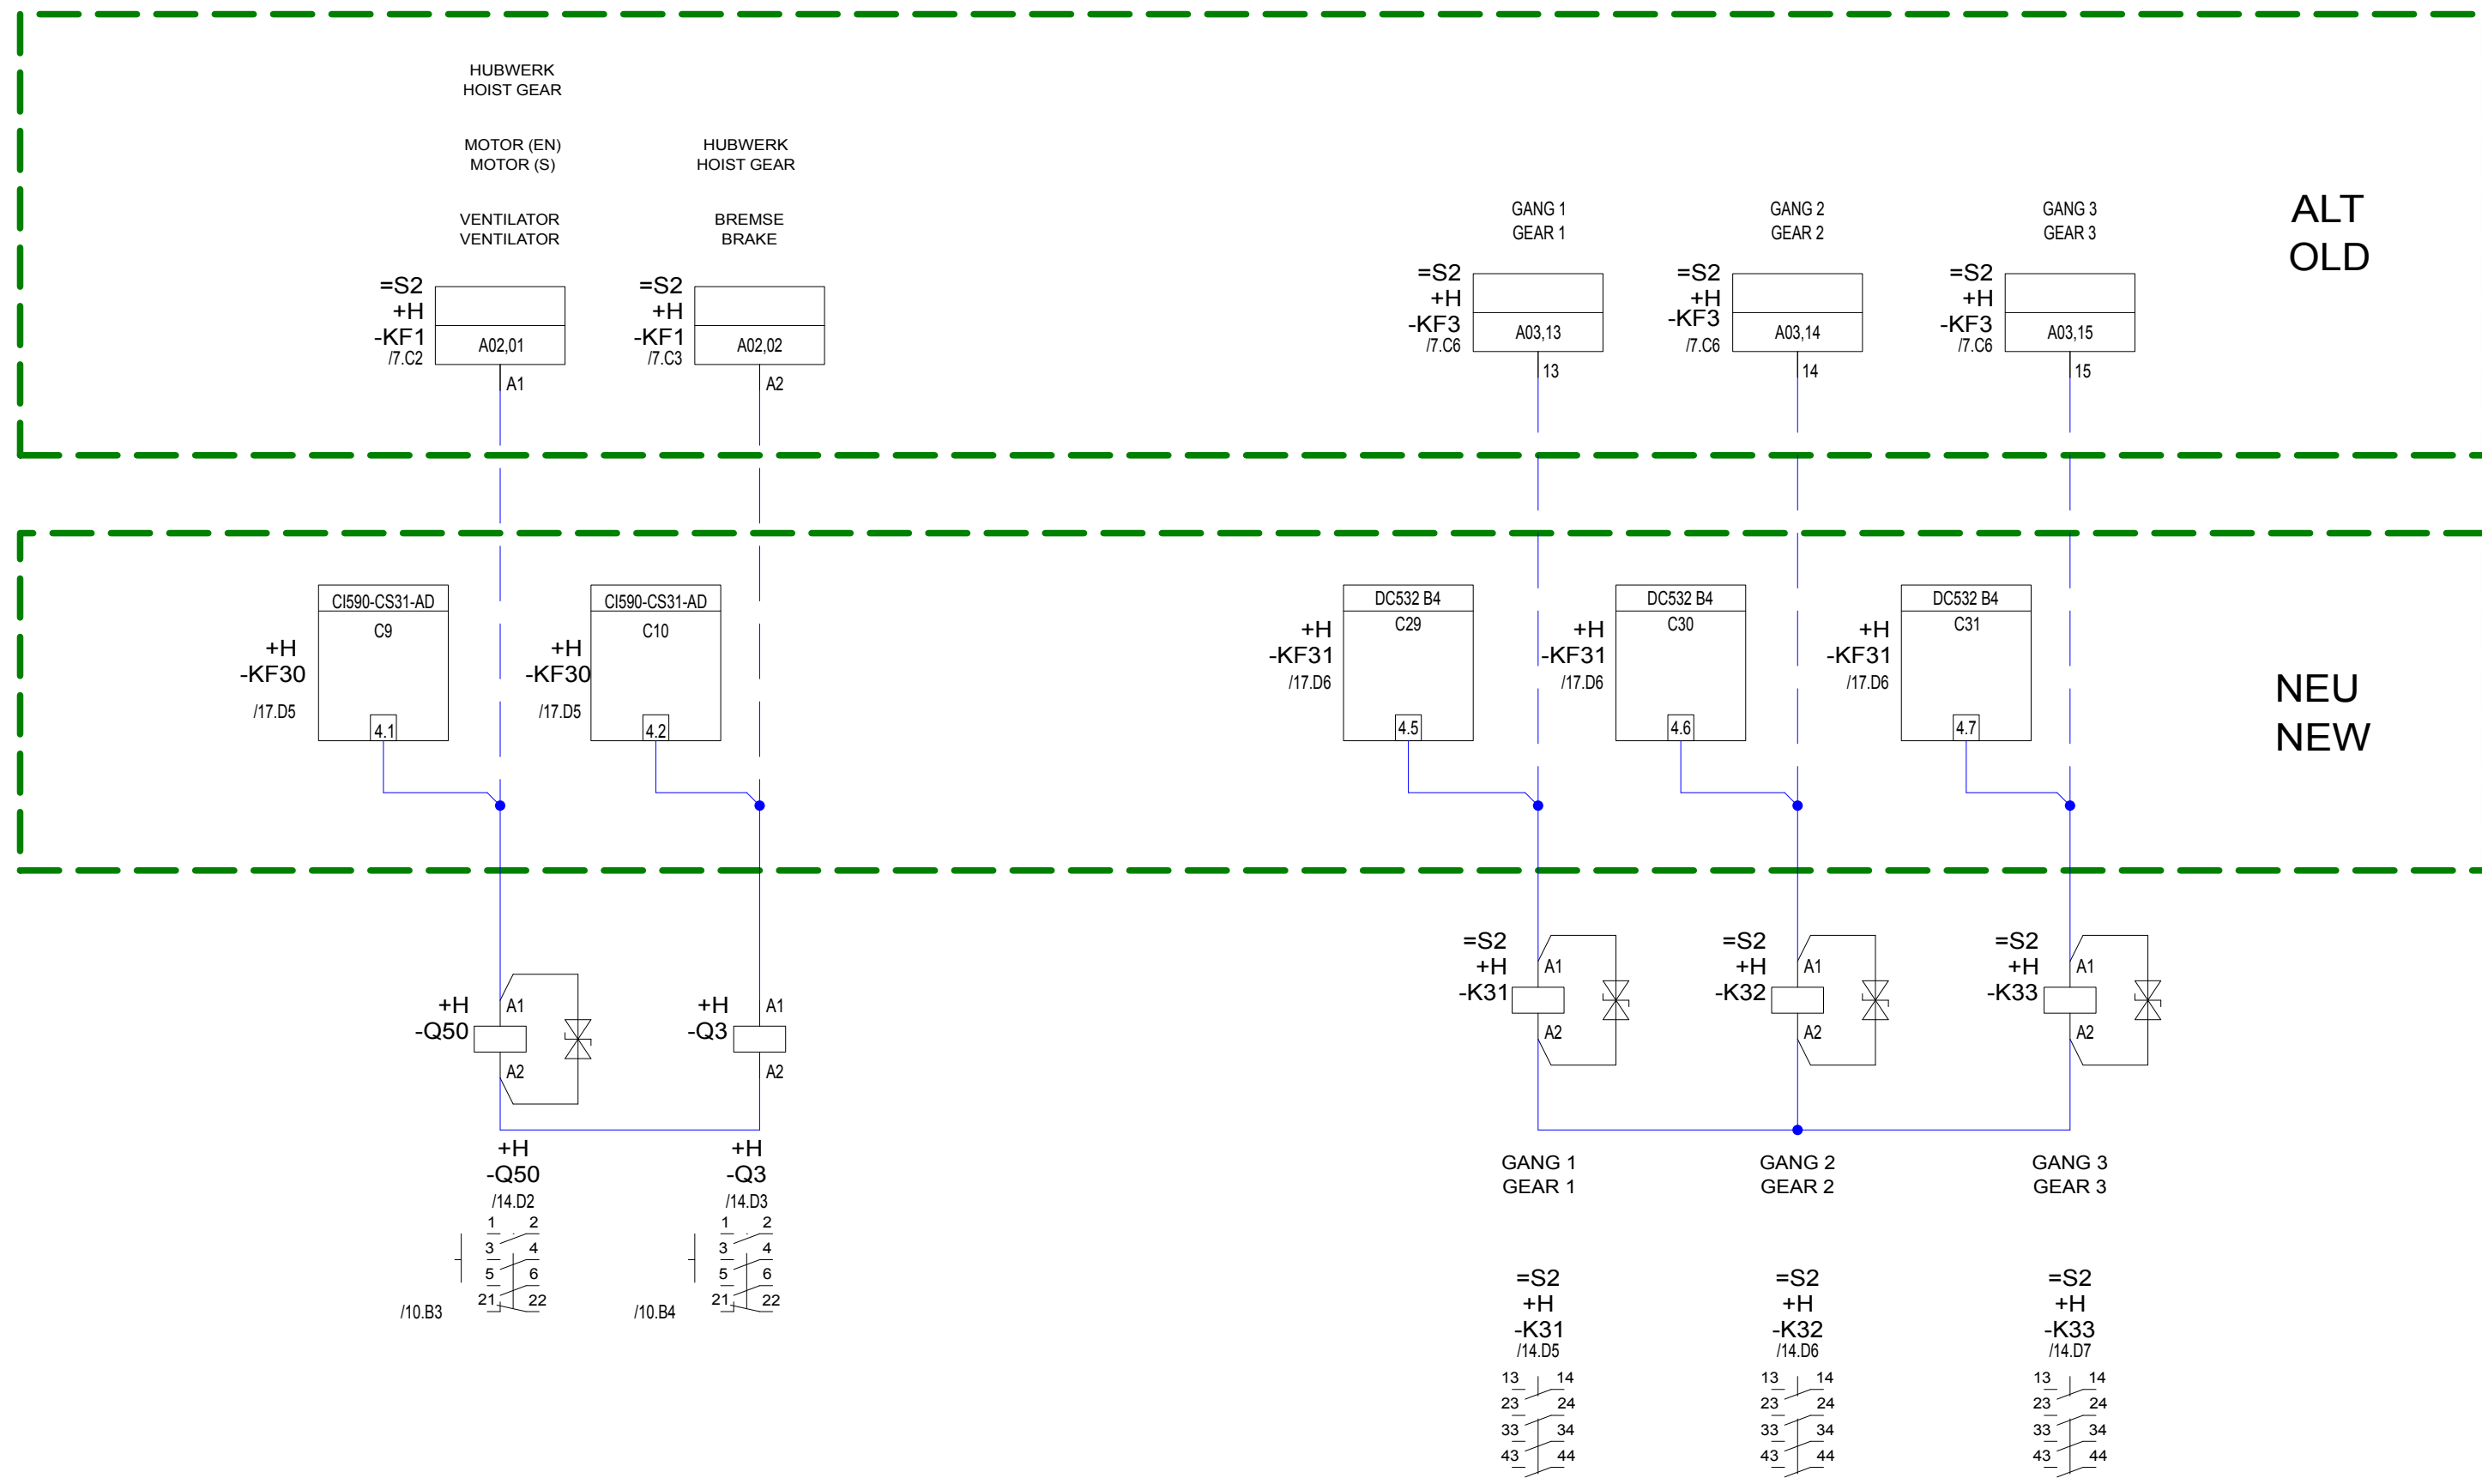 HUBWERK
HOIST GEAR
MOTOR (EN)
MOTOR (S)
VENTILATOR
VENTILATOR
=S2
+H
-KF1
/7.C2
A02,01
A1
HUBWERK
HOIST GEAR
BREMSE
BRAKE
=S2
+H
-KF1
/7.C3
A02,02
A2
GANG 1
GEAR 1
=S2
+H
-KF3
/7.C6
A03,13
13
GANG 2
GEAR 2
=S2
+H
-KF3
/7.C6
A03,14
14
GANG 3
GEAR 3
=S2
+H
-KF3
/7.C6
A03,15
15
ALT
OLD
CI590-CS31-AD
C9
+H
-KF30
/17.D5
4.1
CI590-CS31-AD
C10
+H
-KF30
/17.D5
4.2
DC532 B4
C29
+H
-KF31
/17.D6
4.5
DC532 B4
C30
+H
-KF31
/17.D6
4.6
DC532 B4
C31
+H
-KF31
/17.D6
4.7
NEU
NEW
+H
-Q50
A1
A2
+H
-Q3
A1
A2
=S2
+H
-K31
A1
A2
=S2
+H
-K32
A1
A2
=S2
+H
-K33
A1
A2
+H
-Q50
/14.D2
1 2
3 4
5 6
21 22
/10.B3
+H
-Q3
/14.D3
1 2
3 4
5 6
21 22
/10.B4
GANG 1
GEAR 1
GANG 2
GEAR 2
GANG 3
GEAR 3
=S2
+H
-K31
/14.D5
13 14
23 24
33 34
43 44
=S2
+H
-K32
/14.D6
13 14
23 24
33 34
43 44
=S2
+H
-K33
/14.D7
13 14
23 24
33 34
43 44